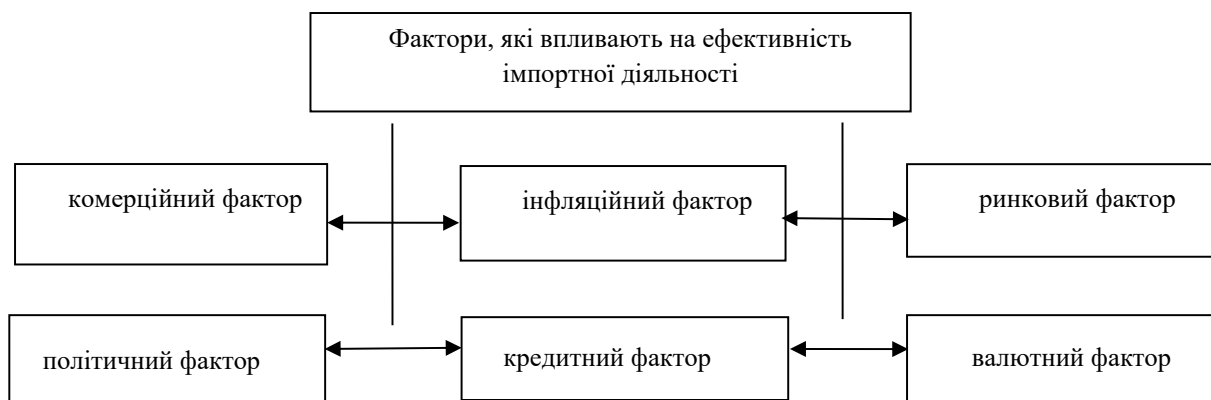 Фактори, які впливають на ефективність
імпортної діяльності
комерційний фактор
інфляційний фактор
ринковий фактор
політичний фактор
кредитний фактор
валютний фактор